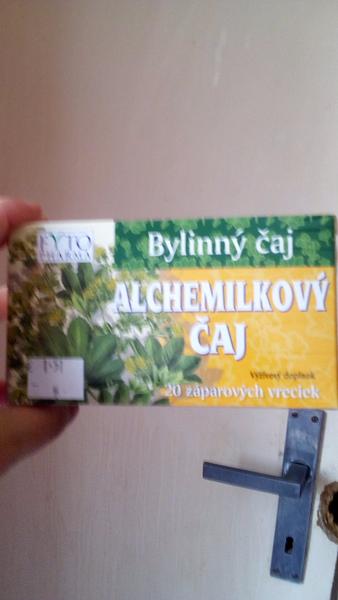 FYTO
PHARMA
Bylinný čaj
ALCHEMILKOVÝ
ČAJ
Výživový doplnok
20 záparových vreciek